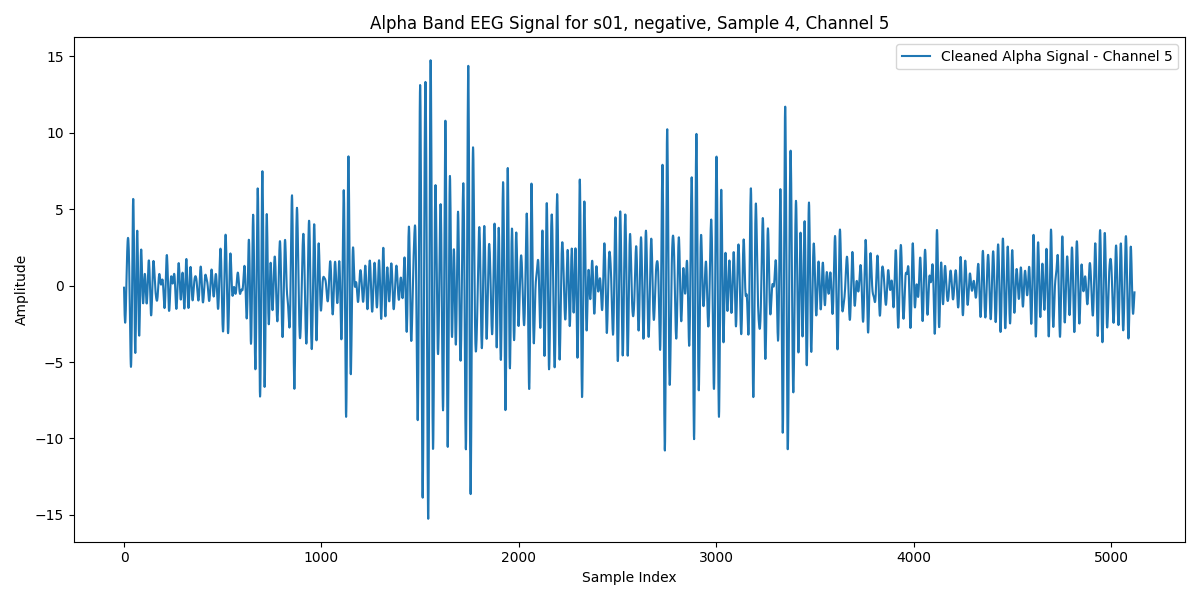 Alpha Band EEG Signal for s01, negative, Sample 4, Channel 5
Cleaned Alpha Signal - Channel 5
15
10
5
0
−5
−10
−15
Amplitude
0 1000 2000 3000 4000 5000
Sample Index